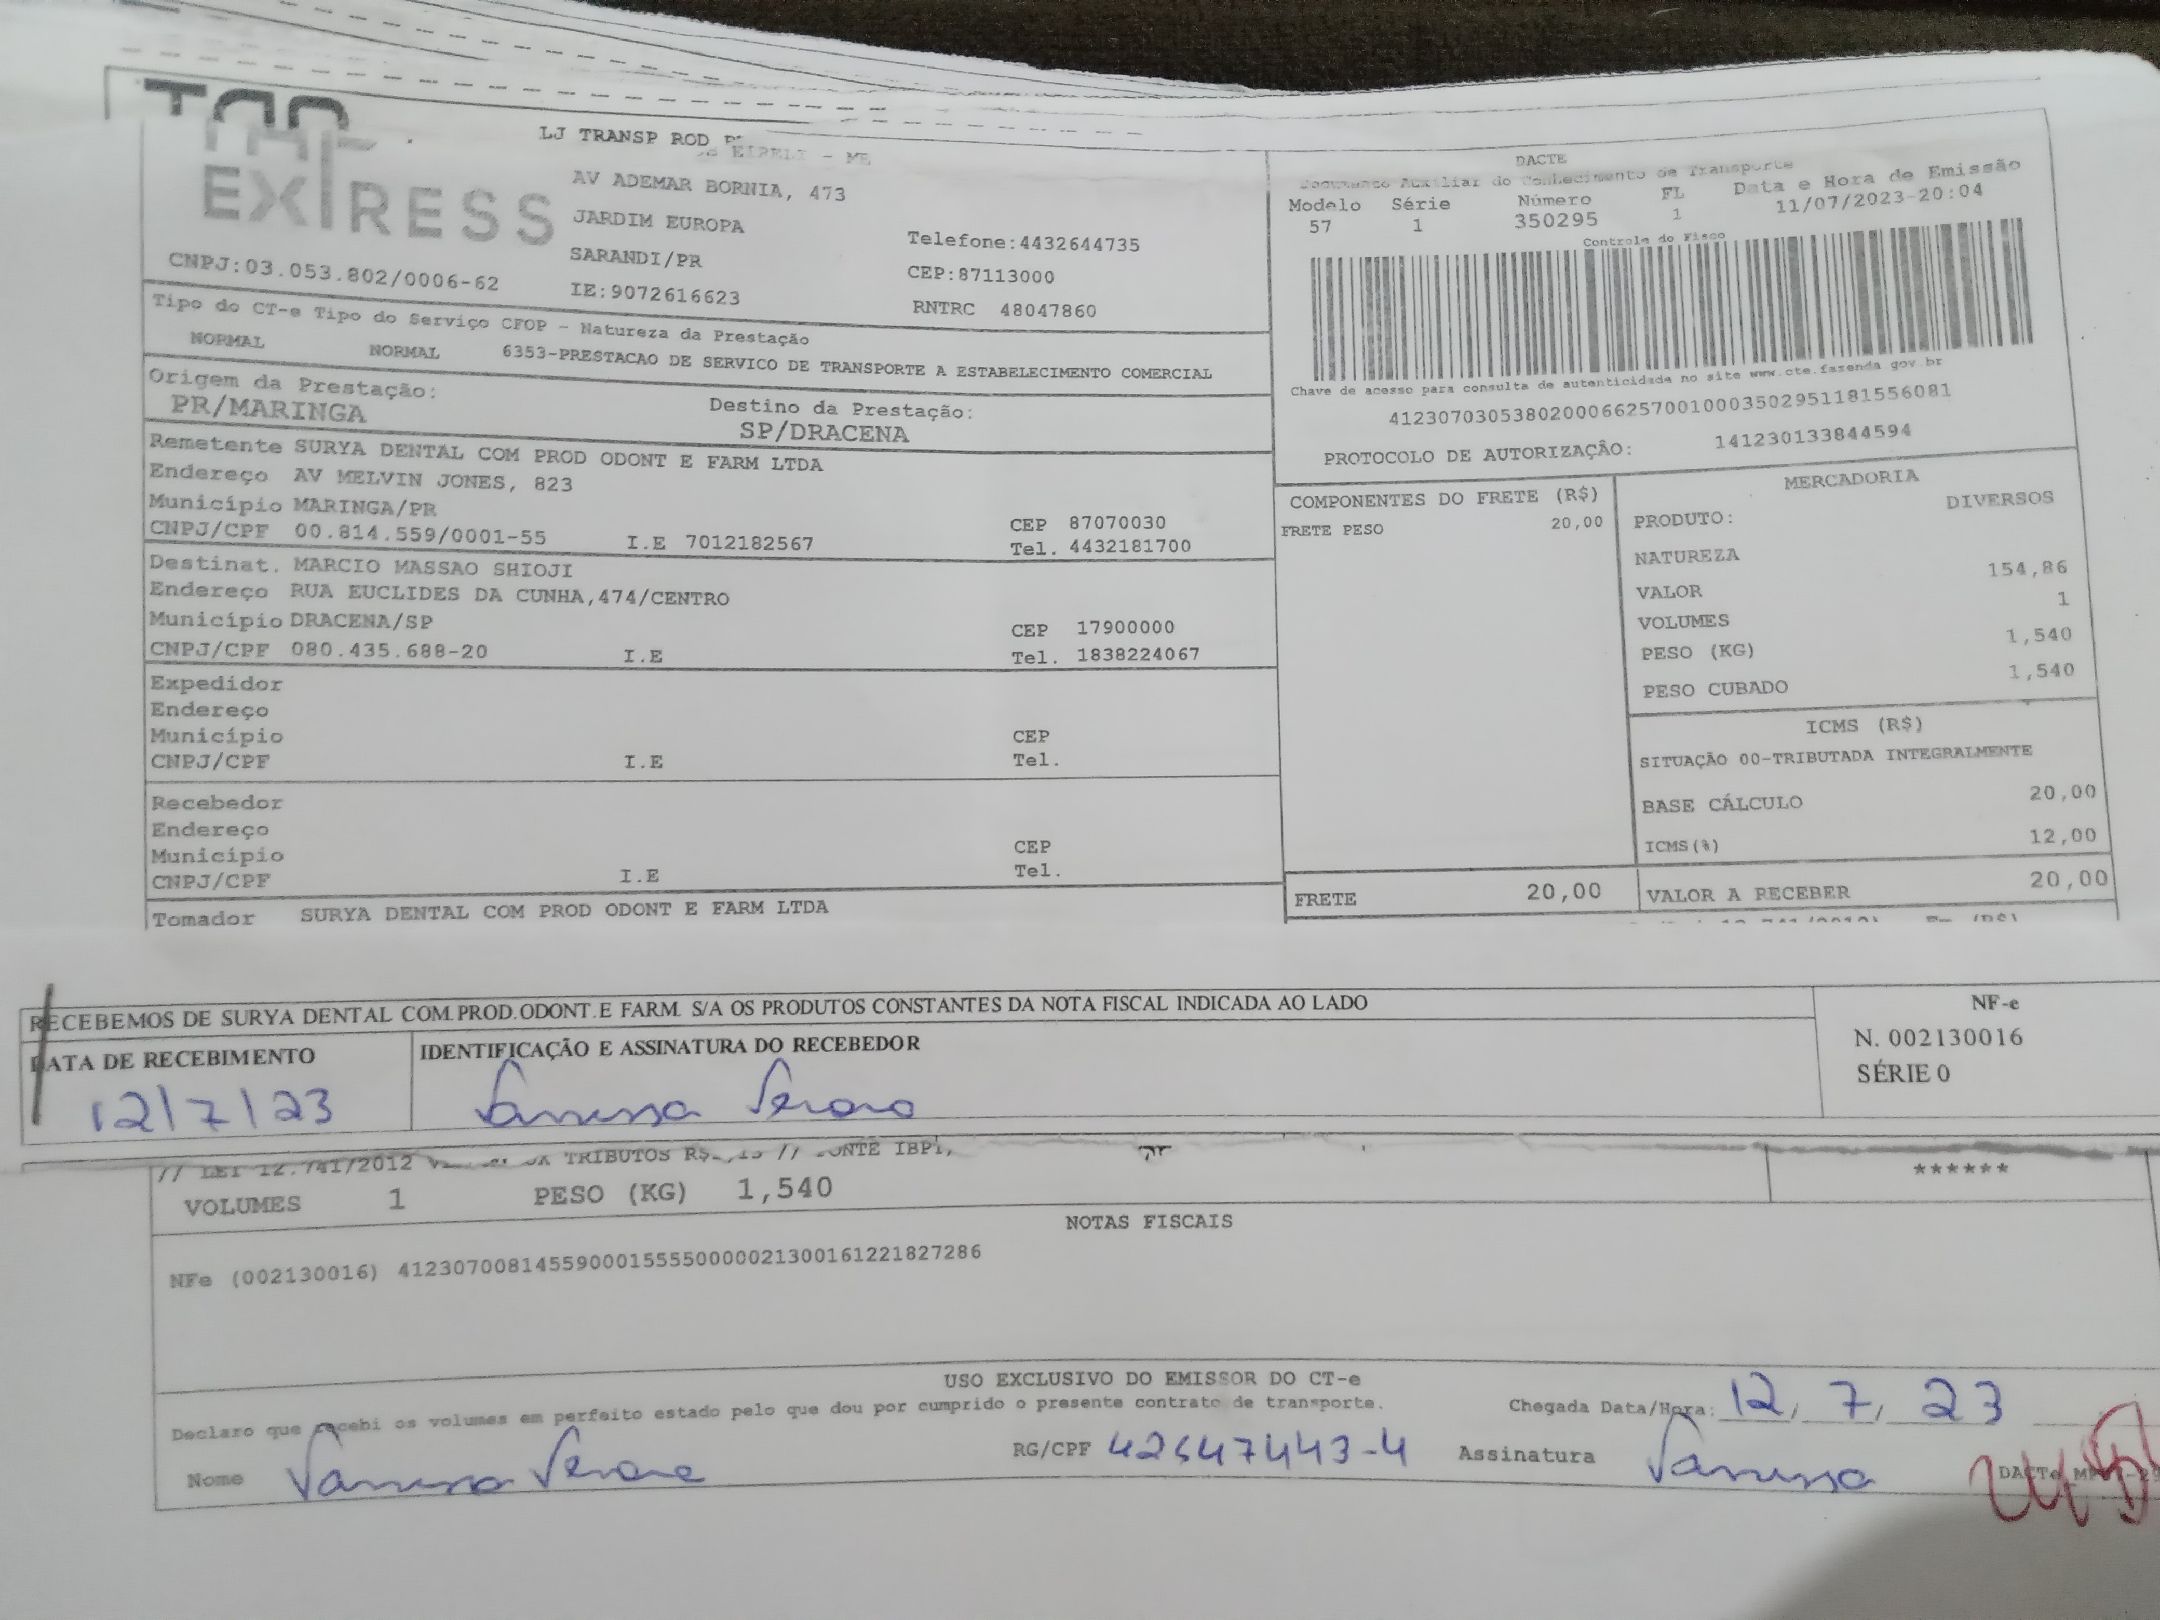 EXPRESS
LJ TRANSP ROD
EIRELI - ME
AV ADEMAR BORNIA, 473
JARDIM EUROPA
Telefone:4432644735
SARANDI/PR
CEP:87113000
CNPJ:03.053.802/0006-62
IE:9072616623
RNTRC 48047860
DACTE
Documento Auxiliar do Conhecimento de Transporte
Modelo Série Número FL Data e Hora de Emissão
57 1 350295 1 11/07/2023-20:04
Controle do Fisco
Chave de acesso para consulta de autenticidade no site www.cte.fazenda gov br
41230703053802000662570010003502951181556081
PROTOCOLO DE AUTORIZAÇÂO: 141230133844594
Tipo do CT-e Tipo do Serviço CFOP - Natureza da Prestação
NORMAL NORMAL 6353-PRESTACAO DE SERVICO DE TRANSPORTE A ESTABELECIMENTO COMERCIAL
Origem da Prestação: Destino da Prestação:
PR/MARINGA SP/DRACENA
Remetente SURYA DENTAL COM PROD ODONT E FARM LTDA
Endereço AV MELVIN JONES, 823
Município MARINGA/PR CEP 87070030
CNPJ/CPF 00.814.559/0001-55 I.E 7012182567 Tel. 4432181700
Destinat. MARCIO MASSAO SHIOJI
Endereço RUA EUCLIDES DA CUNHA,474/CENTRO
Município DRACENA/SP CEP 17900000
CNPJ/CPF 080.435.688-20 I.E Tel. 1838224067
Expedidor
Endereço
Município CEP
CNPJ/CPF I.E Tel.
Recebedor
Endereço
Município CEP
CNPJ/CPF I.E Tel.
Tomador SURYA DENTAL COM PROD ODONT E FARM LTDA
COMPONENTES DO FRETE (R$)
FRETE PESO 20,00
MERCADORIA
PRODUTO: DIVERSOS
NATUREZA
VALOR 154,86
VOLUMES 1
PESO (KG) 1,540
PESO CUBADO 1,540
ICMS (R$)
SITUAÇÃO 00-TRIBUTADA INTEGRALMENTE
BASE CÁLCULO 20,00
ICMS(%) 12,00
FRETE 20,00 VALOR A RECEBER 20,00
RECEBEMOS DE SURYA DENTAL COM.PROD.ODONT.E FARM. S/A OS PRODUTOS CONSTANTES DA NOTA FISCAL INDICADA AO LADO
DATA DE RECEBIMENTO IDENTIFICAÇÃO E ASSINATURA DO RECEBEDOR
12/7/23 Vanessa
NF-e
N. 002130016
SÉRIE 0
// LEI 12.741/2012 TRIBUTOS R$ // FONTE IBPT,
******
VOLUMES 1 PESO (KG) 1,540
NOTAS FISCAIS
NFe (002130016) 41230700814559000155550000021300161221827286
USO EXCLUSIVO DO EMISSOR DO CT-e
Declaro que recebi os volumes em perfeito estado pelo que dou por cumprido o presente contrato de transporte.
Chegada Data/Hora: 12, 7, 23
Nome Vanessa RG/CPF 42647443-4 Assinatura Vanessa